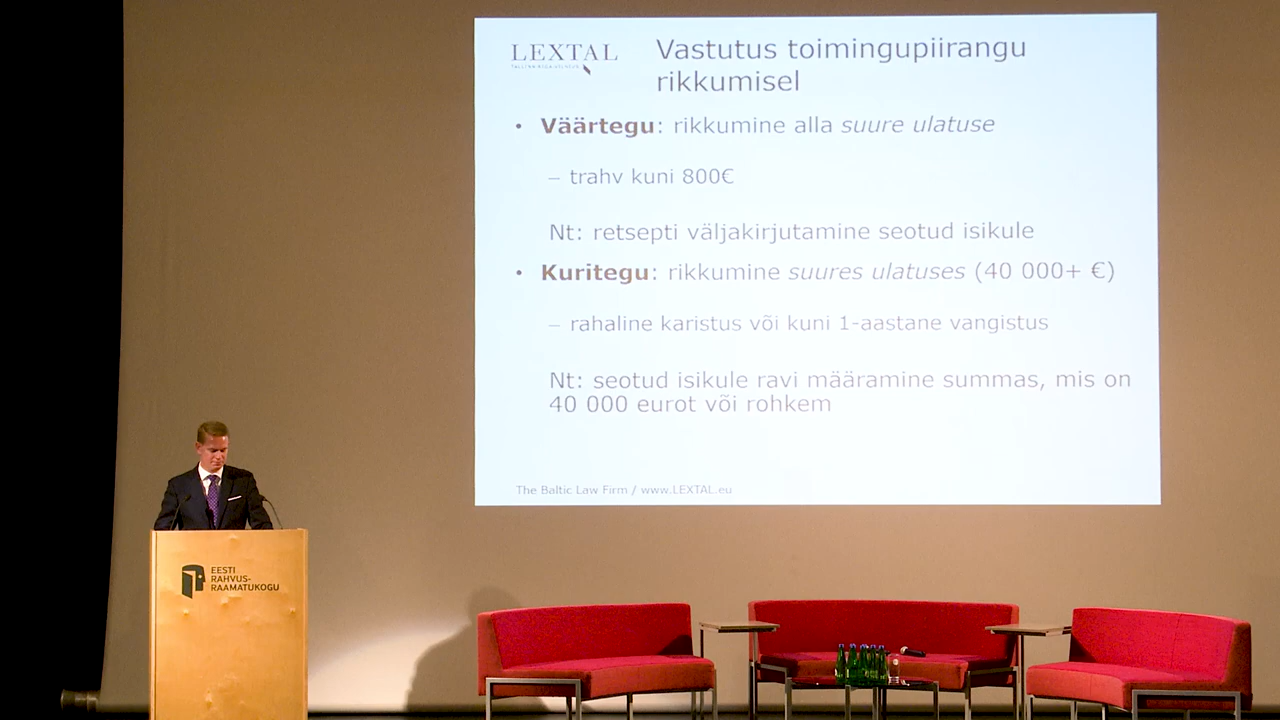 LEXTAL
Vastutus toimingupiirangu
rikkumisel
• Väärtegu: rikkumine alla suure ulatuse
– trahv kuni 800€
Nt: retsepti väljakirjutamine seotud isikule
• Kuritegu: rikkumine suures ulatuses (40 000+ €)
– rahaline karistus või kuni 1-aastane vangistus
Nt: seotud isikule ravi määramine summas, mis on
40 000 eurot või rohkem
The Baltic Law Firm / www.LEXTAL.eu
EESTI
RAHVUS-
RAAMATUKOGU